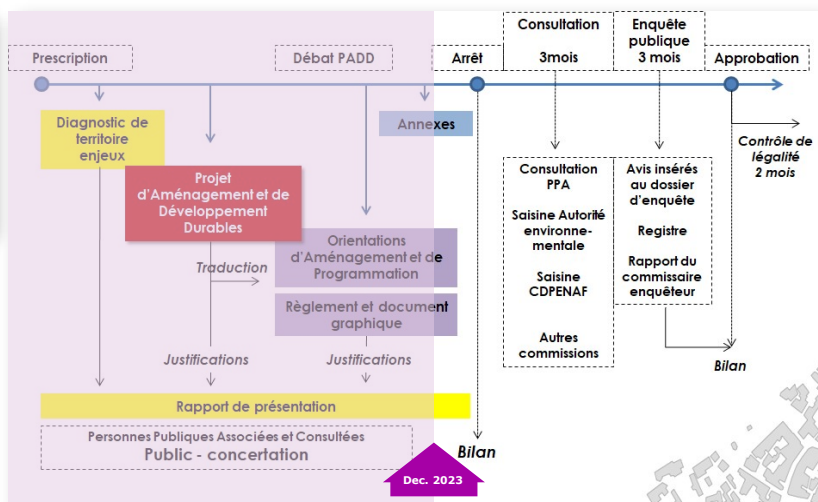 Consultation
3mois
Enquête
publique
3 mois
Prescription
Débat PADD
Arrêt
Approbation
Diagnostic de
territoire
enjeux
Annexes
Contrôle de
légalité
2 mois
Projet
d'Aménagement et de
Développement
Durables
Consultation
PPA
Saisine Autorité
environne-
mentale
Saisine
CDPENAF
Autres
commissions
Avis insérés
au dossier
d'enquête
Registre
Rapport du
commissaire
enquêteur
Traduction
Orientations
d'Aménagement et de
Programmation
Règlement et document
graphique
Justifications
Justifications
Bilan
Rapport de présentation
Personnes Publiques Associées et Consultées
Public - concertation
Bilan
Dec. 2023